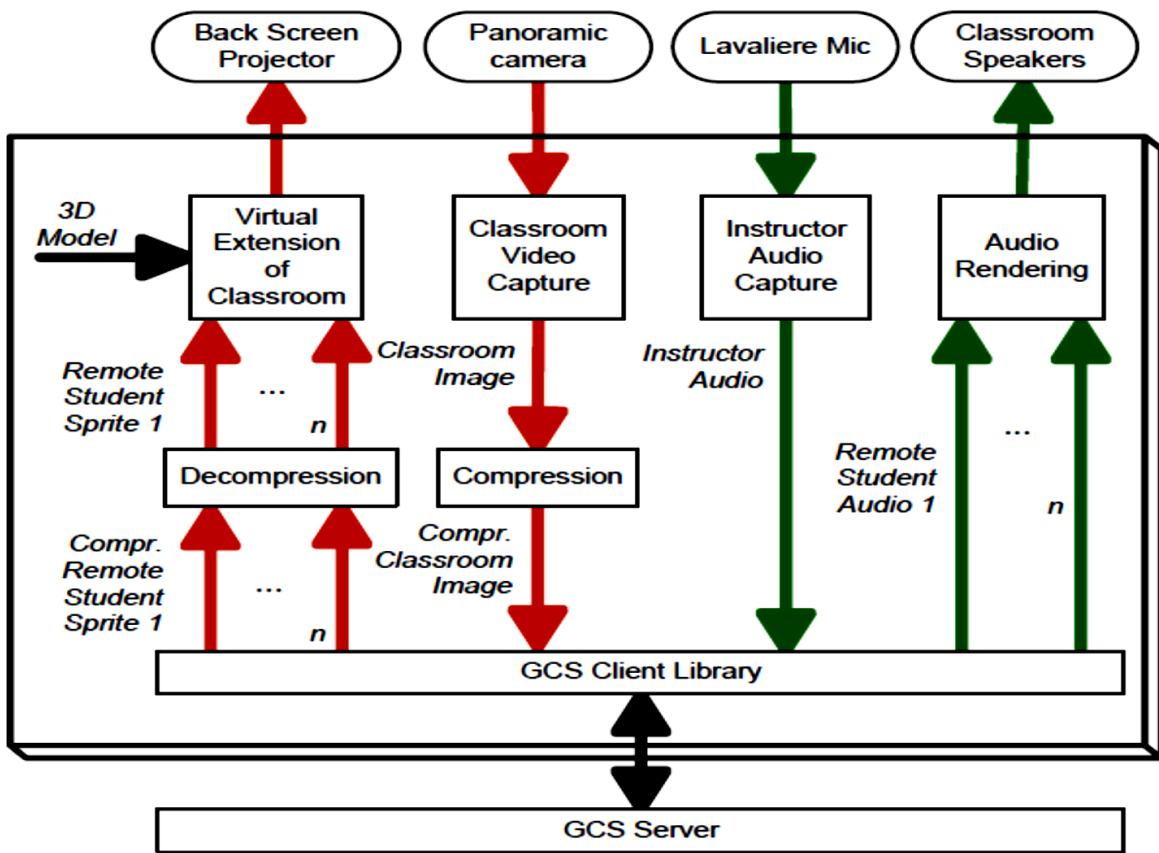 Back Screen
Projector
Panoramic
camera
Lavaliere Mic
Classroom
Speakers
3D
Model
Virtual
Extension
of
Classroom
Classroom
Video
Capture
Instructor
Audio
Capture
Audio
Rendering
Remote
Student
Sprite 1
...
n
Classroom
Image
Instructor
Audio
Remote
Student
Audio 1
...
n
Decompression
Compression
Compr.
Remote
Student
Sprite 1
...
n
Compr.
Classroom
Image
GCS Client Library
GCS Server